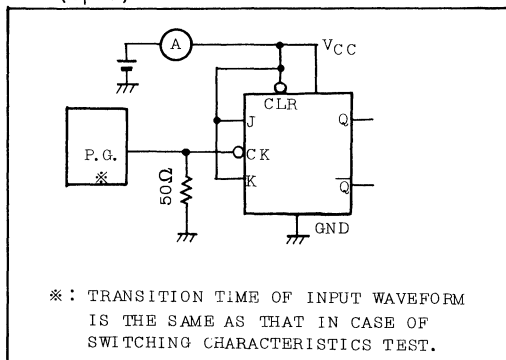 A
VCC
CLR
J
Q
P.G.
※
CK
50Ω
K
Q̅
GND
※: TRANSITION TIME OF INPUT WAVEFORM
IS THE SAME AS THAT IN CASE OF
SWITCHING CHARACTERISTICS TEST.